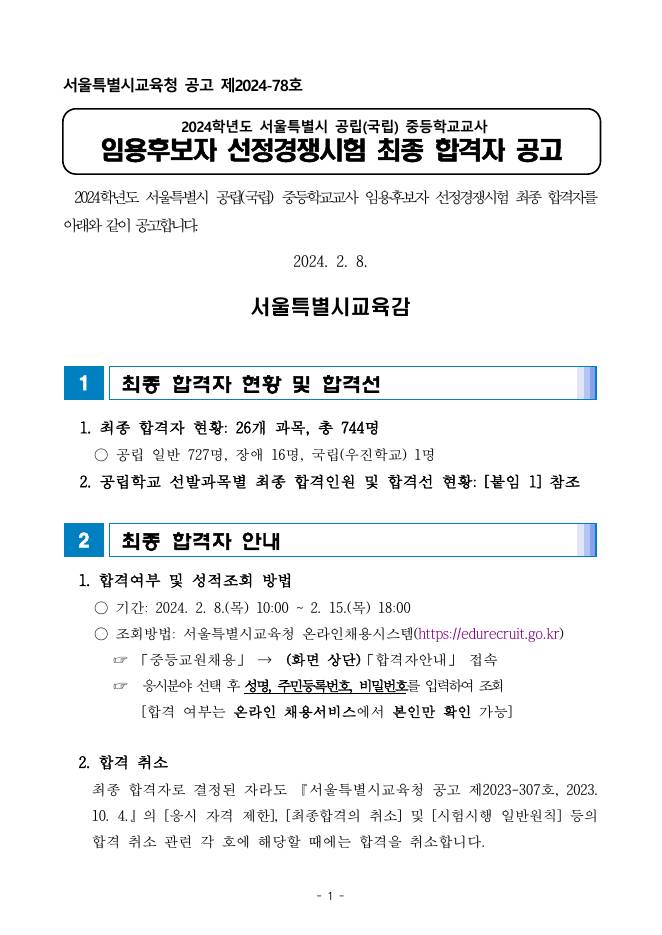 서울특별시교육청 공고 제2024-78호
2024학년도 서울특별시 공립(국립) 중등학교교사
임용후보자 선정경쟁시험 최종 합격자 공고
2024학년도 서울특별시 공립(국립) 중등학교교사 임용후보자 선정경쟁시험 최종 합격자를
아래와 같이 공고합니다.
2024. 2. 8.
서울특별시교육감
1 최종 합격자 현황 및 합격선
1. 최종 합격자 현황: 26개 과목, 총 744명
○ 공립 일반 727명, 장애 16명, 국립(우진학교) 1명
2. 공립학교 선발과목별 최종 합격인원 및 합격선 현황: [붙임 1] 참조
2 최종 합격자 안내
1. 합격여부 및 성적조회 방법
○ 기간: 2024. 2. 8.(목) 10:00 ~ 2. 15.(목) 18:00
○ 조회방법: 서울특별시교육청 온라인채용시스템(https://edurecruit.go.kr)
☞ 「중등교원채용」 → (화면 상단)「합격자안내」 접속
☞ 응시분야 선택 후 성명, 주민등록번호, 비밀번호를 입력하여 조회
[합격 여부는 온라인 채용서비스에서 본인만 확인 가능]
2. 합격 취소
최종 합격자로 결정된 자라도 『서울특별시교육청 공고 제2023-307호, 2023.
10. 4.』의 [응시 자격 제한], [최종합격의 취소] 및 [시험시행 일반원칙] 등의
합격 취소 관련 각 호에 해당할 때에는 합격을 취소합니다.
- 1 -